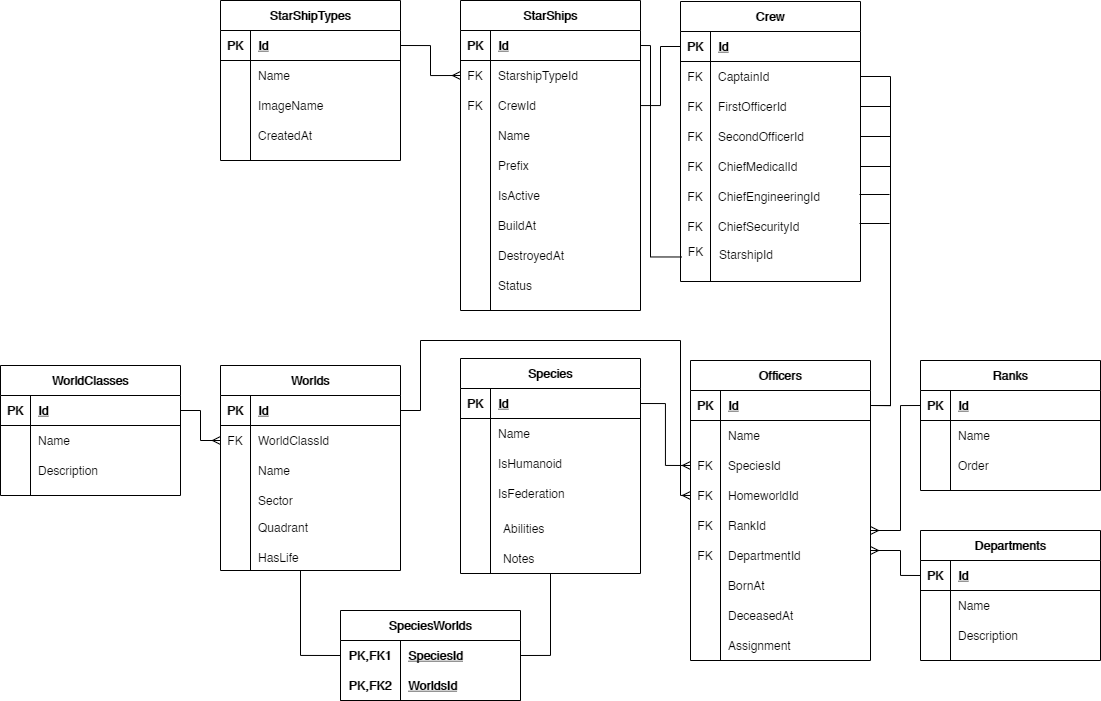 StarShipTypes
PK Id
Name
ImageName
CreatedAt
StarShips
PK Id
FK StarshipTypeId
FK CrewId
Name
Prefix
IsActive
BuildAt
DestroyedAt
Status
Crew
PK Id
FK CaptainId
FK FirstOfficerId
FK SecondOfficerId
FK ChiefMedicalId
FK ChiefEngineeringId
FK ChiefSecurityId
FK StarshipId
WorldClasses
PK Id
Name
Description
Worlds
PK Id
FK WorldClassId
Name
Sector
Quadrant
HasLife
Species
PK Id
Name
IsHumanoid
IsFederation
Abilities
Notes
Officers
PK Id
Name
FK SpeciesId
FK HomeworldId
FK RankId
FK DepartmentId
BornAt
DeceasedAt
Assignment
Ranks
PK Id
Name
Order
Departments
PK Id
Name
Description
SpeciesWorlds
PK,FK1 SpeciesId
PK,FK2 WorldsId